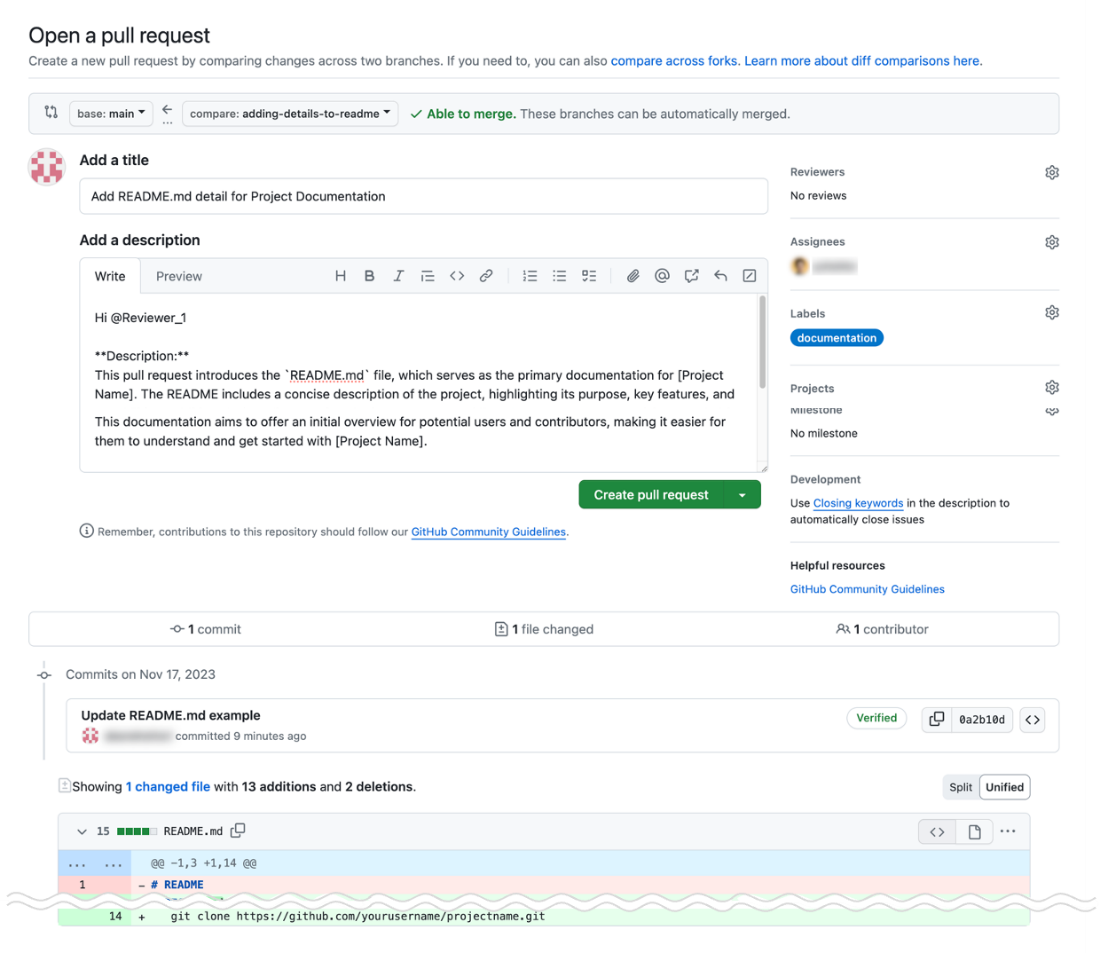 Open a pull request
Create a new pull request by comparing changes across two branches. If you need to, you can also compare across forks. Learn more about diff comparisons here.
base: main
...
compare: adding-details-to-readme
Able to merge. These branches can be automatically merged.
Add a title
Add README.md detail for Project Documentation
Add a description
Write
Preview
Hi @Reviewer_1
**Description:**
This pull request introduces the `README.md` file, which serves as the primary documentation for [Project
Name]. The README includes a concise description of the project, highlighting its purpose, key features, and
This documentation aims to offer an initial overview for potential users and contributors, making it easier for
them to understand and get started with [Project Name].
Create pull request
Remember, contributions to this repository should follow our GitHub Community Guidelines.
Reviewers
No reviews
Assignees
Labels
documentation
Projects
Milestone
No milestone
Development
Use Closing keywords in the description to
automatically close issues
Helpful resources
GitHub Community Guidelines
1 commit
1 file changed
1 contributor
Commits on Nov 17, 2023
Update README.md example
committed 9 minutes ago
Verified
0a2b10d
Showing 1 changed file with 13 additions and 2 deletions.
Split
Unified
15 README.md
... ... @@ -1,3 +1,14 @@
1 - # README
14 + git clone https://github.com/yourusername/projectname.git